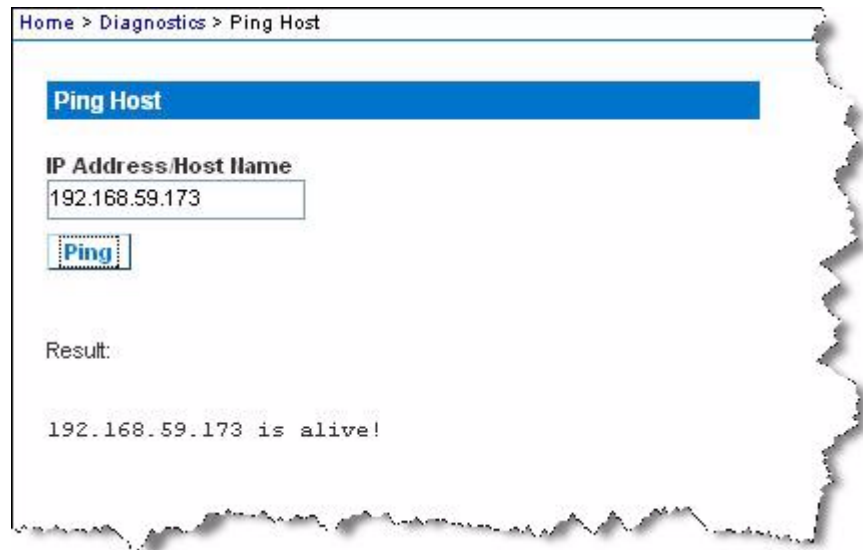 Home > Diagnostics > Ping Host
Ping Host
IP Address/Host Name
192.168.59.173
Ping
Result:
192.168.59.173 is alive!